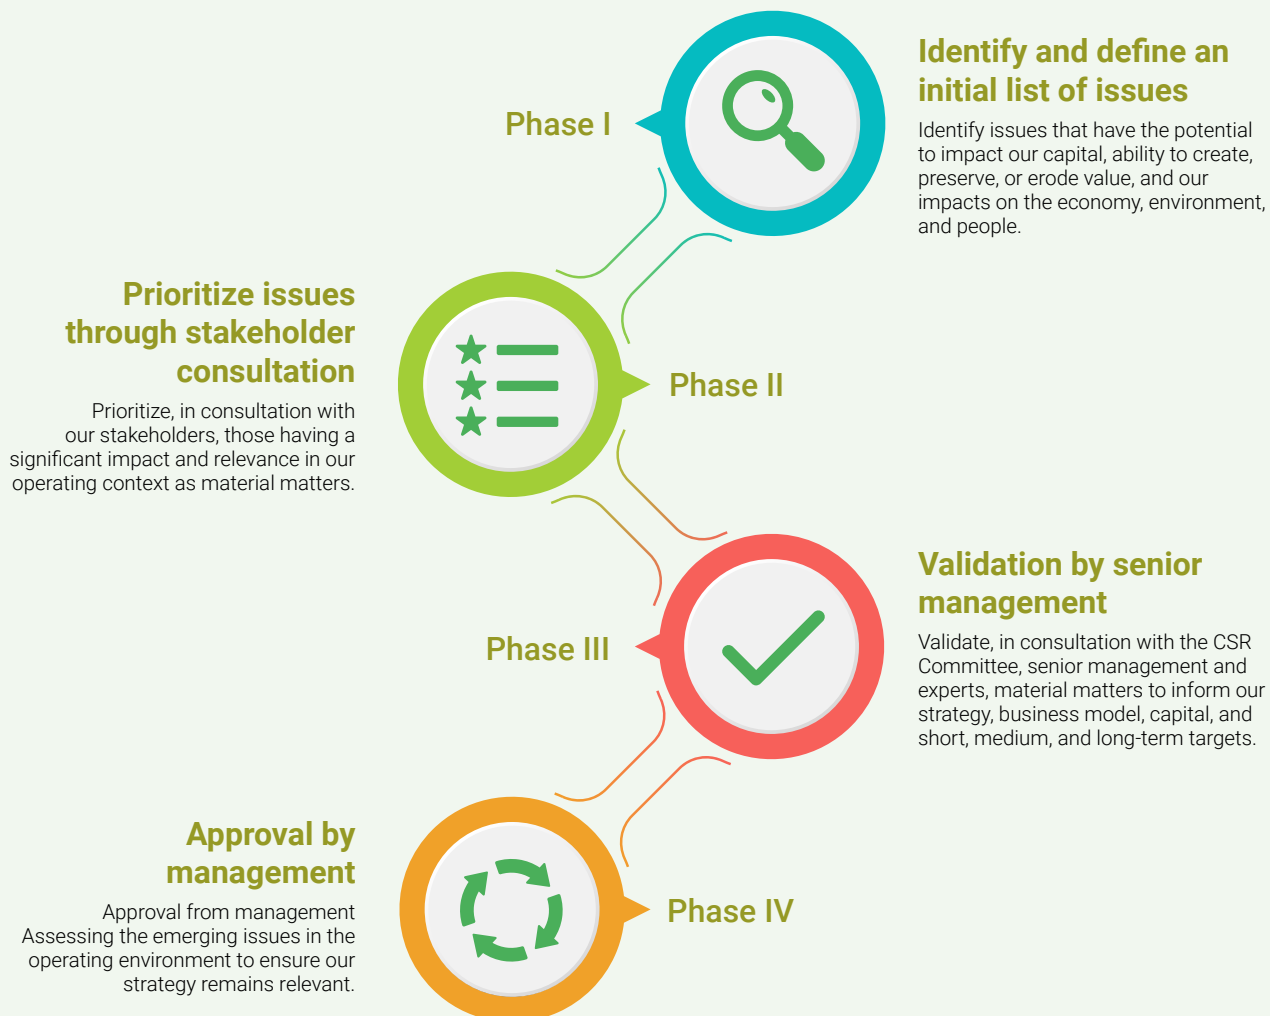 Phase I
Identify and define an
initial list of issues
Identify issues that have the potential
to impact our capital, ability to create,
preserve, or erode value, and our
impacts on the economy, environment,
and people.
Prioritize issues
through stakeholder
consultation
Prioritize, in consultation with
our stakeholders, those having a
significant impact and relevance in our
operating context as material matters.
Phase II
Phase III
Validation by senior
management
Validate, in consultation with the CSR
Committee, senior management and
experts, material matters to inform our
strategy, business model, capital, and
short, medium, and long-term targets.
Approval by
management
Approval from management
Assessing the emerging issues in the
operating environment to ensure our
strategy remains relevant.
Phase IV